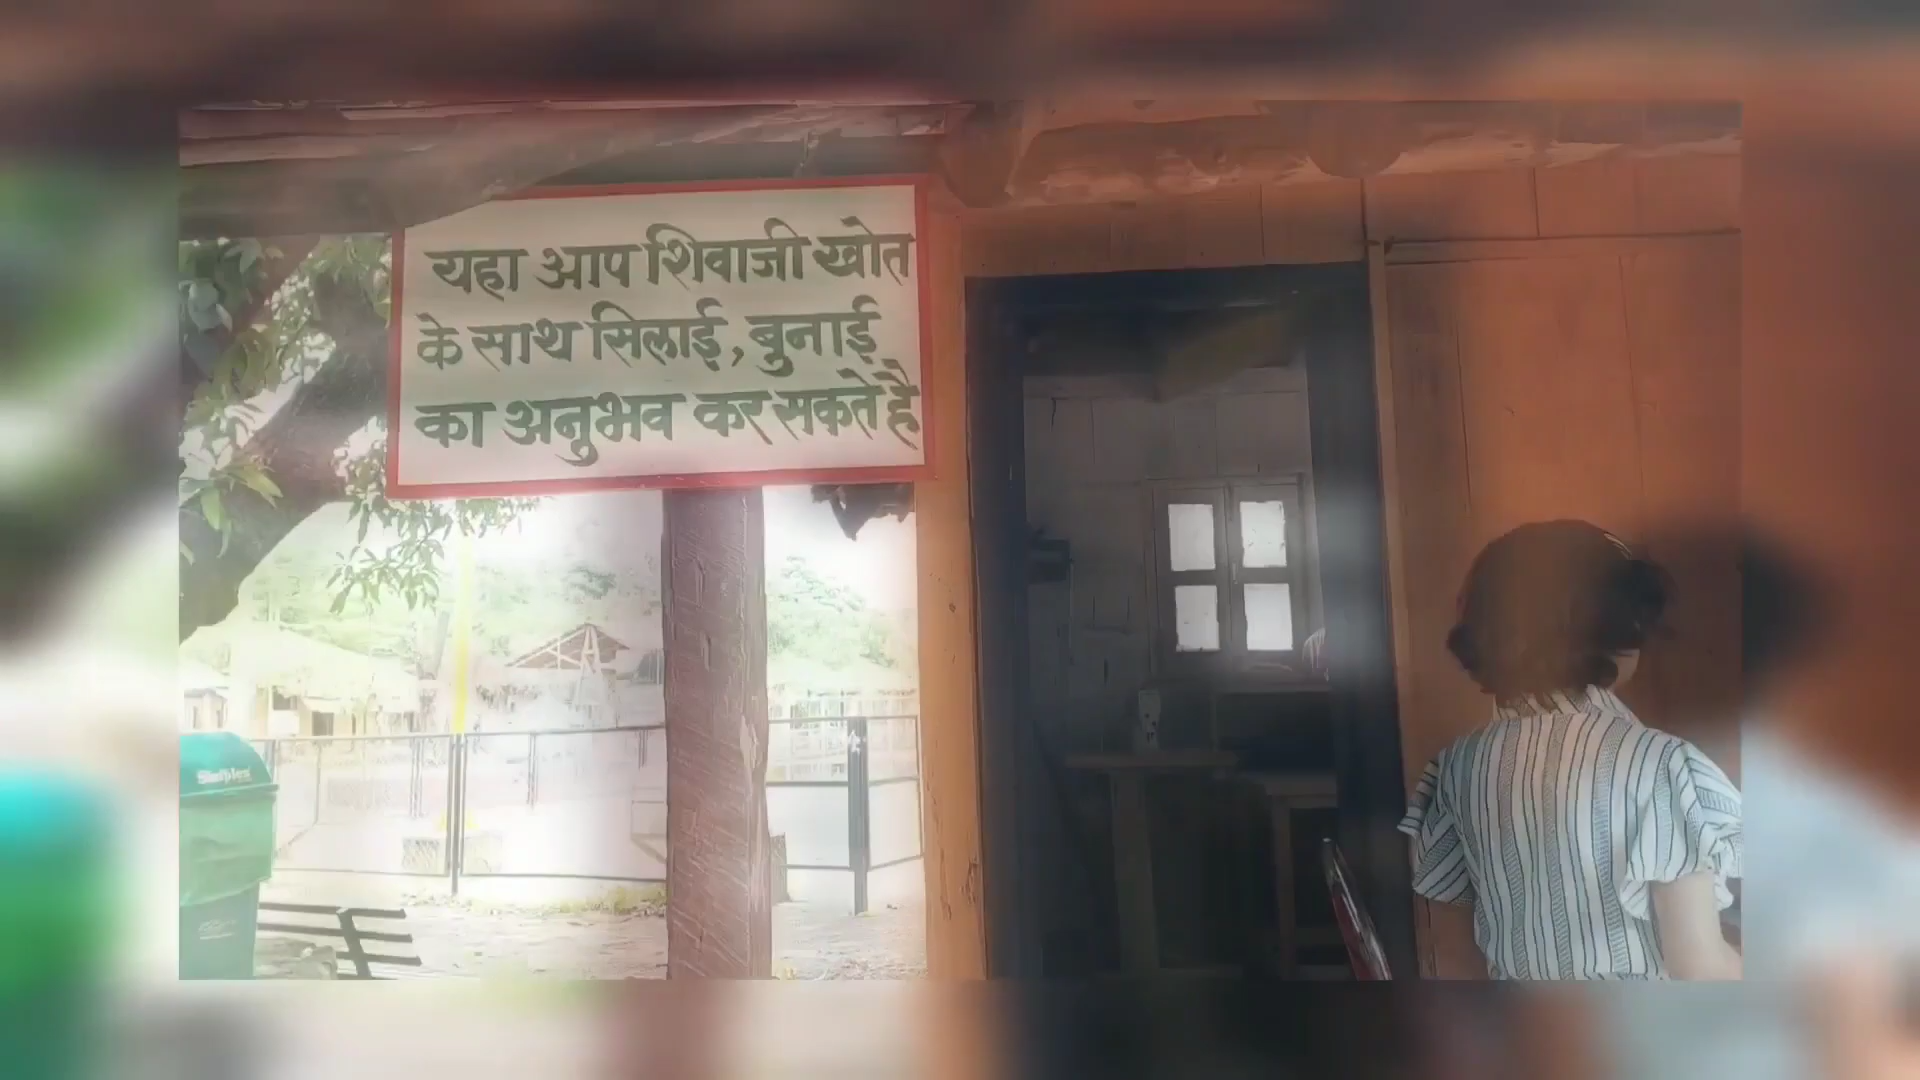 यहा आप शिवाजी खोत
के साथ सिलाई, बुनाई
का अनुभव कर सकते है